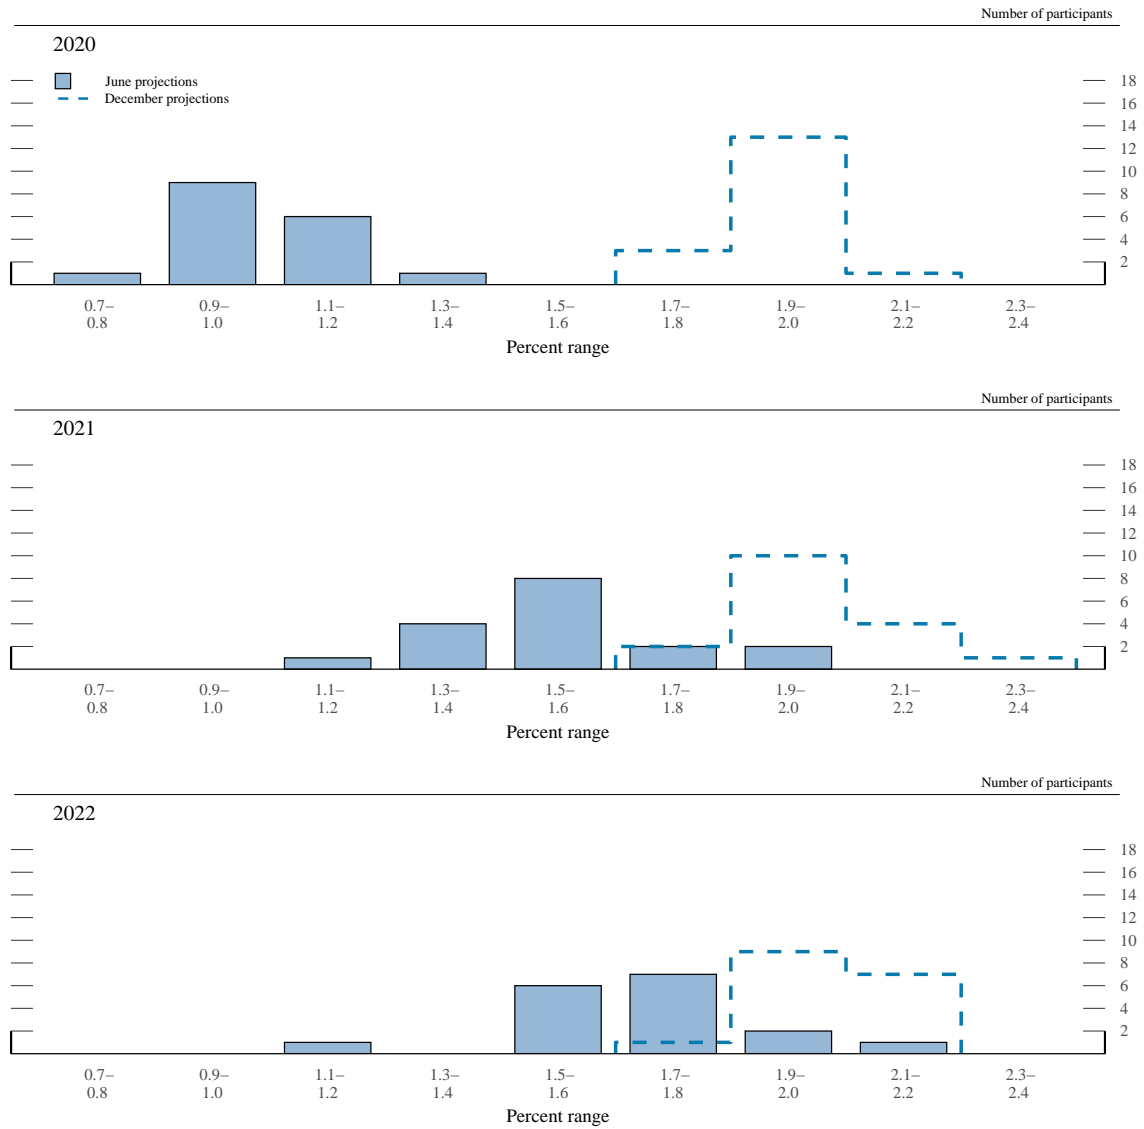 Number of participants
2020
June projections
December projections
18
16
14
12
10
8
6
4
2
0.7– 0.9– 1.1– 1.3– 1.5– 1.7– 1.9– 2.1– 2.3–
0.8 1.0 1.2 1.4 1.6 1.8 2.0 2.2 2.4
Percent range
Number of participants
2021
18
16
14
12
10
8
6
4
2
0.7– 0.9– 1.1– 1.3– 1.5– 1.7– 1.9– 2.1– 2.3–
0.8 1.0 1.2 1.4 1.6 1.8 2.0 2.2 2.4
Percent range
Number of participants
2022
18
16
14
12
10
8
6
4
2
0.7– 0.9– 1.1– 1.3– 1.5– 1.7– 1.9– 2.1– 2.3–
0.8 1.0 1.2 1.4 1.6 1.8 2.0 2.2 2.4
Percent range